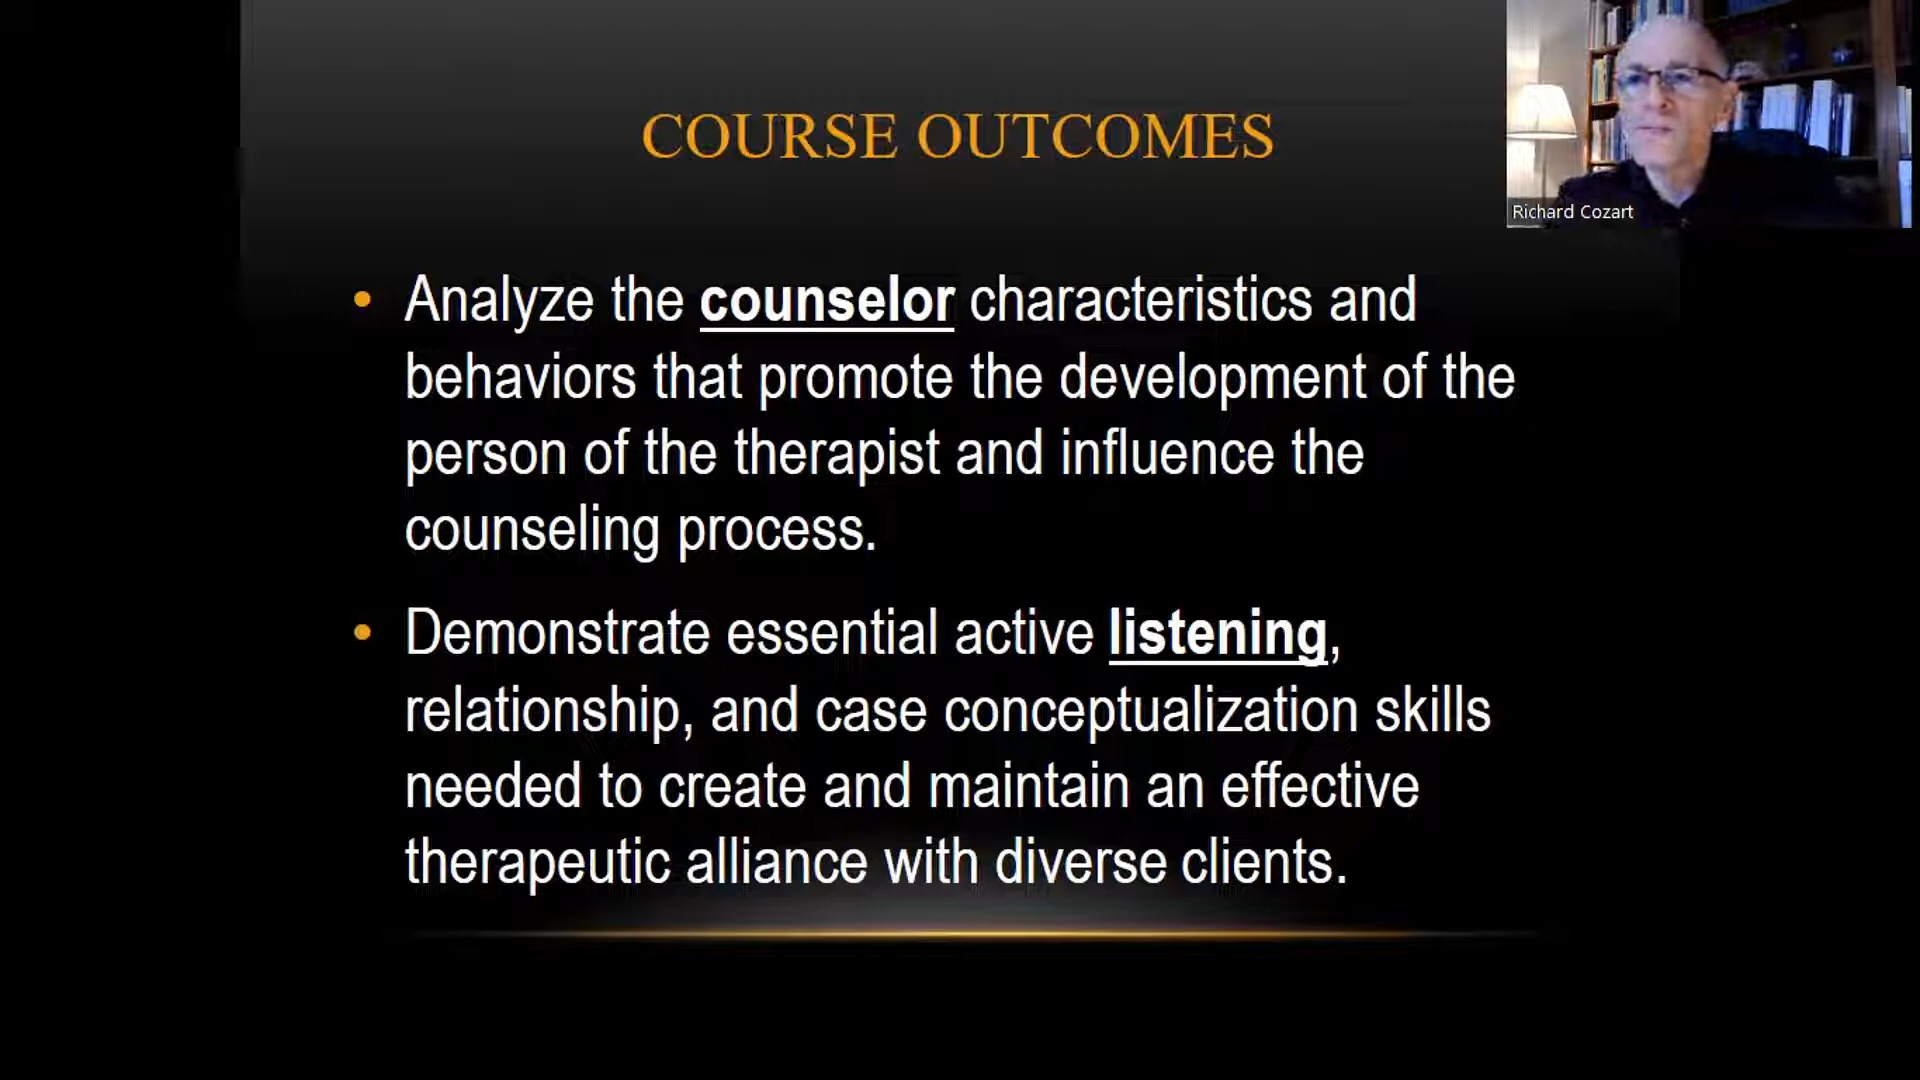 COURSE OUTCOMES
Richard Cozart
• Analyze the counselor characteristics and
behaviors that promote the development of the
person of the therapist and influence the
counseling process.
• Demonstrate essential active listening,
relationship, and case conceptualization skills
needed to create and maintain an effective
therapeutic alliance with diverse clients.